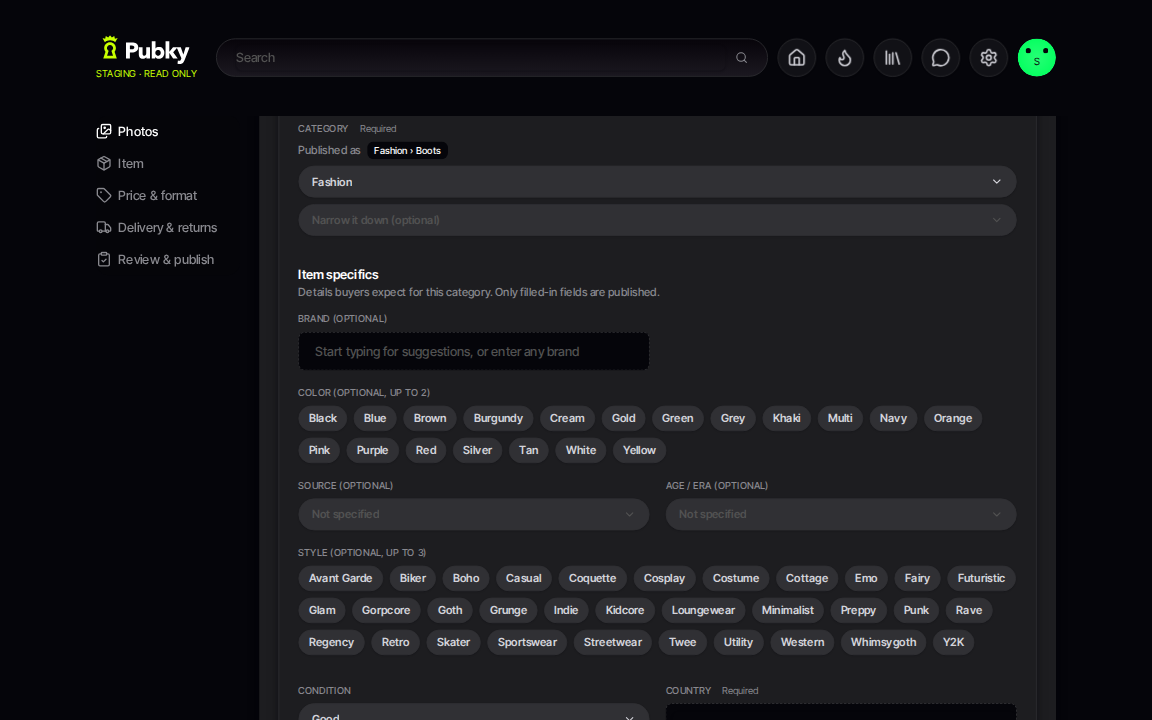 Pubky
STAGING · READ ONLY
Search
S
Photos
Item
Price & format
Delivery & returns
Review & publish
CATEGORY Required
Published as Fashion › Boots
Fashion
Narrow it down (optional)
Item specifics
Details buyers expect for this category. Only filled-in fields are published.
BRAND (OPTIONAL)
Start typing for suggestions, or enter any brand
COLOR (OPTIONAL, UP TO 2)
Black Blue Brown Burgundy Cream Gold Green Grey Khaki Multi Navy Orange
Pink Purple Red Silver Tan White Yellow
SOURCE (OPTIONAL) AGE / ERA (OPTIONAL)
Not specified Not specified
STYLE (OPTIONAL, UP TO 3)
Avant Garde Biker Boho Casual Coquette Cosplay Costume Cottage Emo Fairy Futuristic
Glam Gorpcore Goth Grunge Indie Kidcore Loungewear Minimalist Preppy Punk Rave
Regency Retro Skater Sportswear Streetwear Twee Utility Western Whimsygoth Y2K
CONDITION COUNTRY Required
Good